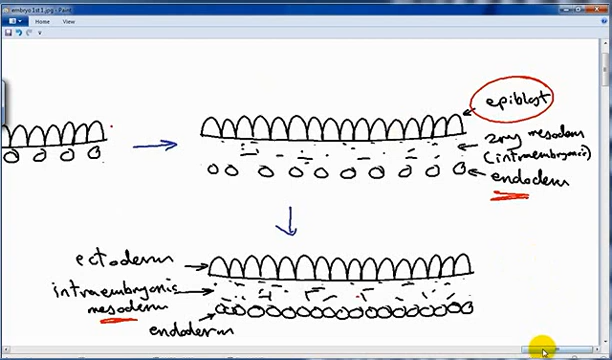 embryo 1st 1.jpg - Paint
Home
View
epiblast
2ry mesoderm
(intraembryonic)
endoderm
ectoderm
intraembryonic
mesoderm
endoderm